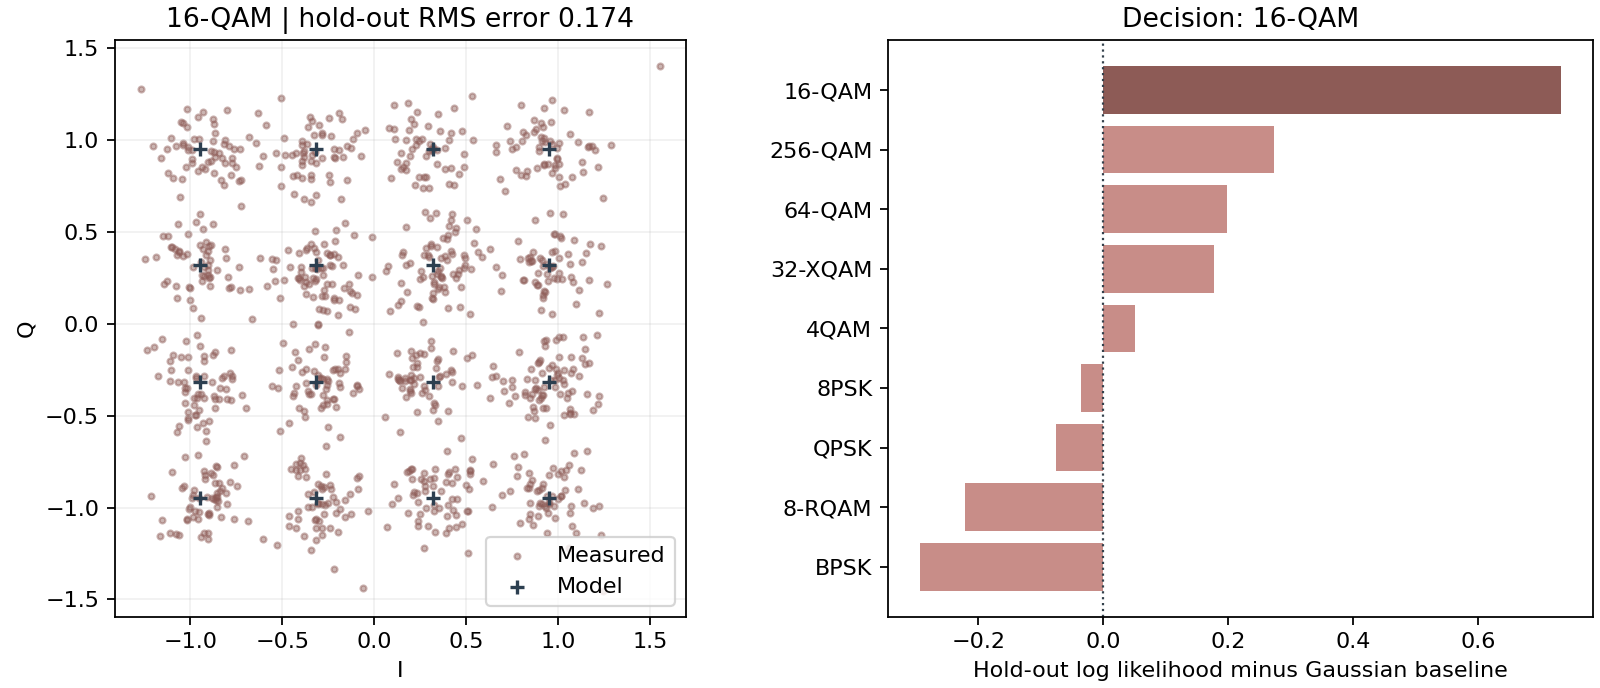 16-QAM | hold-out RMS error 0.174
1.5
1.0
0.5
0.0
−0.5
−1.0
−1.5
Q
−1.0
−0.5
0.0
0.5
1.0
1.5
I
Measured
Model
Decision: 16-QAM
16-QAM
256-QAM
64-QAM
32-XQAM
4QAM
8PSK
QPSK
8-RQAM
BPSK
−0.2
0.0
0.2
0.4
0.6
Hold-out log likelihood minus Gaussian baseline